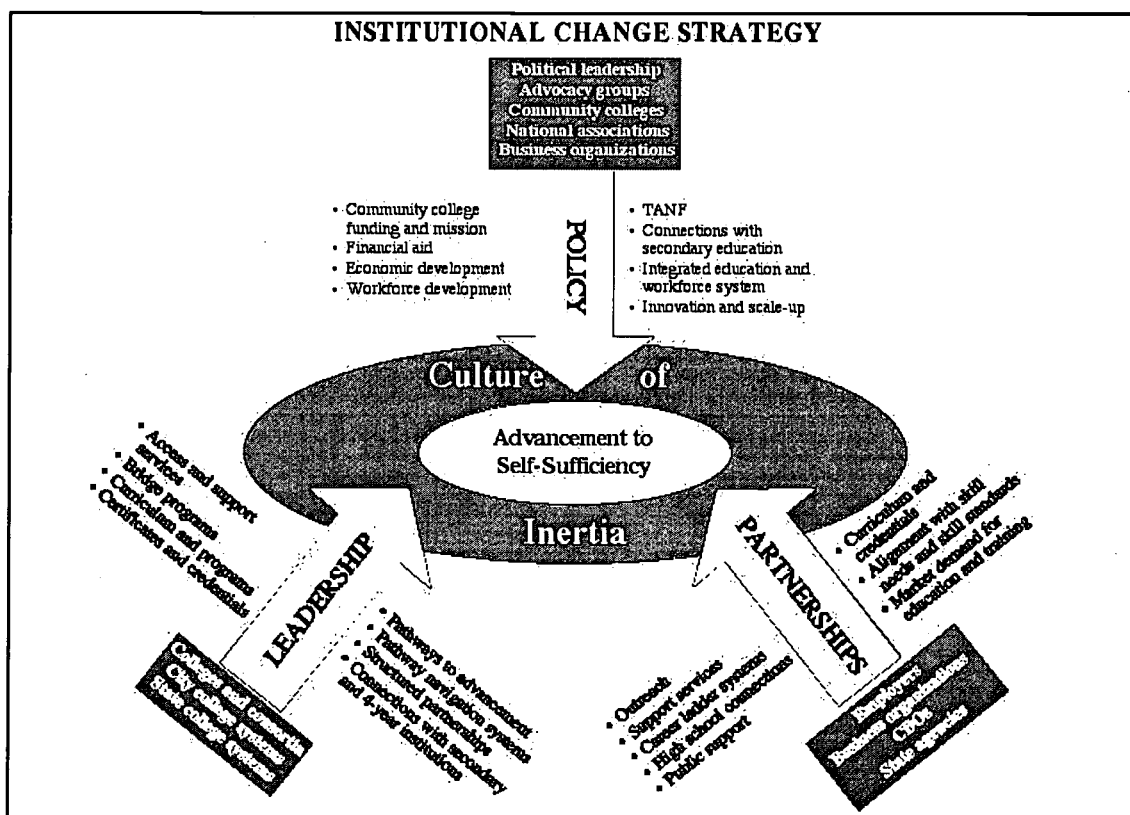 INSTITUTIONAL CHANGE STRATEGY
Political leadership
Advocacy groups
Community colleges
National associations
Business organizations
• Community college
funding and mission
• Financial aid
• Economic development
• Workforce development
POLICY
• TANF
• Connections with
secondary education
• Integrated education and
workforce system
• Innovation and scale-up
Culture of
Advancement to
Self-Sufficiency
Inertia
• Access and support
services
• Bridge programs
• Curriculum and programs
• Certificates and credentials
LEADERSHIP
• Pathways to advancement
• Pathway navigation systems
• Structured partnerships
• Connections with secondary
and 4-year institutions
Colleges and consortia
City college systems
State college systems
• Curriculum and
credentials
• Alignment with skill
needs and skill standards
• Market demand for
education and training
PARTNERSHIPS
• Outreach
• Support services
• Career ladder systems
• High school connections
• Public support
Employers
Business organizations
CBOs
State agencies